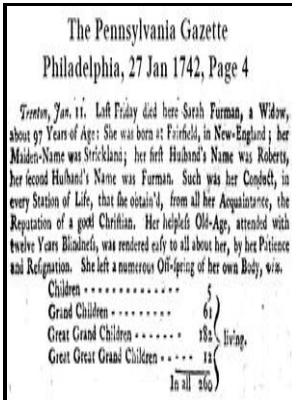 The Pennsylvania Gazette
Philadelphia, 27 Jan 1742, Page 4
Trenton, Jan. 11. Laſt Friday died here Sarah Furman, a Widow,
about 97 Years of Age: She was born at Fairfield, in New-England; her
Maiden-Name was Strickland; her firſt Huſband's Name was Roberts,
her ſecond Huſband's Name was Furman. Such was her Conduct, in
every Station of Life, that ſhe obtain'd, from all her Acquaintance, the
Reputation of a good Chriſtian. Her helpleſs Old-Age, attended with
twelve Years Blindneſs, was rendered eaſy to all about her, by her Patience
and Reſignation. She left a numerous Off-ſpring of her own Body, viz.
Children - - - - - - - - - - - - - - 5
Grand Children - - - - - - - - - 61
Great Grand Children - - - - - - 182 } living.
Great Great Grand Children - - - - - 12
In all 260